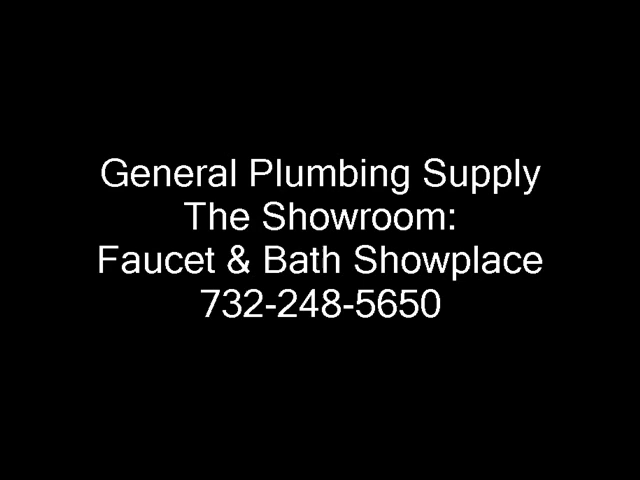 General Plumbing Supply
The Showroom:
Faucet & Bath Showplace
732-248-5650